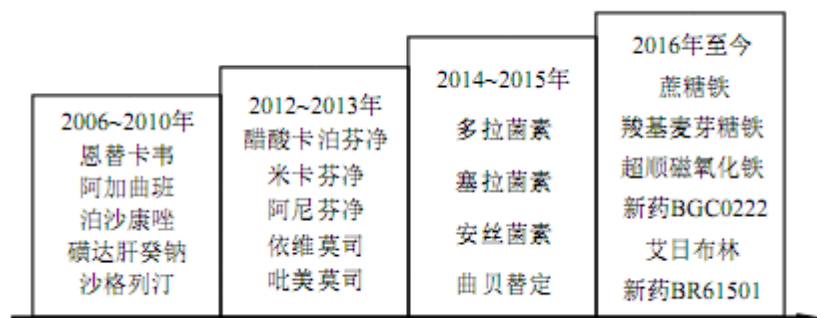 2006~2010年
恩替卡韦
阿加曲班
泊沙康唑
磺达肝癸钠
沙格列汀
2012~2013年
醋酸卡泊芬净
米卡芬净
阿尼芬净
依维莫司
吡美莫司
2014~2015年
多拉菌素
塞拉菌素
安丝菌素
曲贝替定
2016年至今
蔗糖铁
羧基麦芽糖铁
超顺磁氧化铁
新药BGC0222
艾日布林
新药BR61501